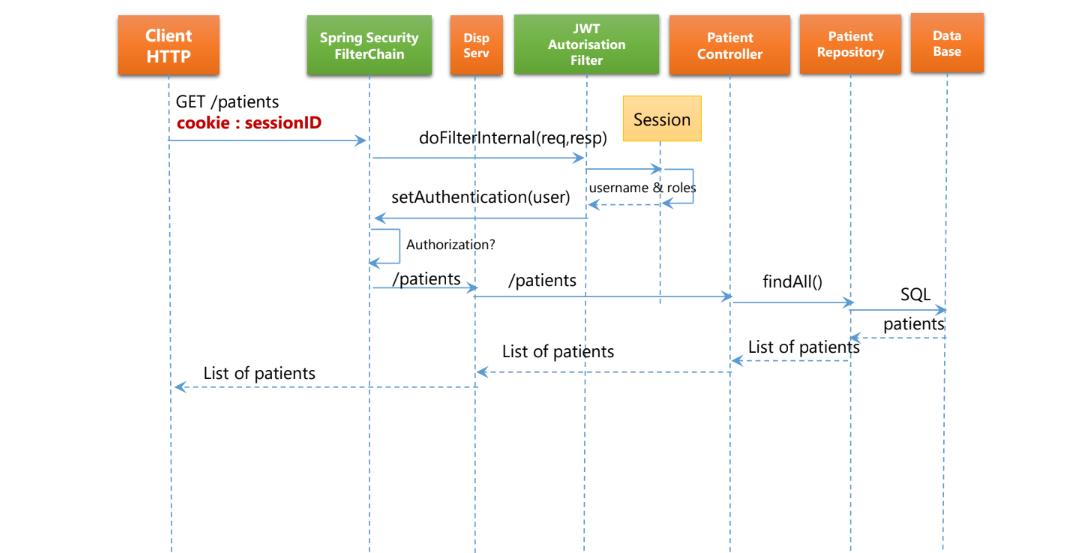 Client
HTTP
Spring Security
FilterChain
Disp
Serv
JWT
Autorisation
Filter
Patient
Controller
Patient
Repository
Data
Base
GET /patients
cookie : sessionID
Session
doFilterInternal(req,resp)
username & roles
setAuthentication(user)
Authorization?
/patients
/patients
findAll()
SQL
patients
List of patients
List of patients
List of patients